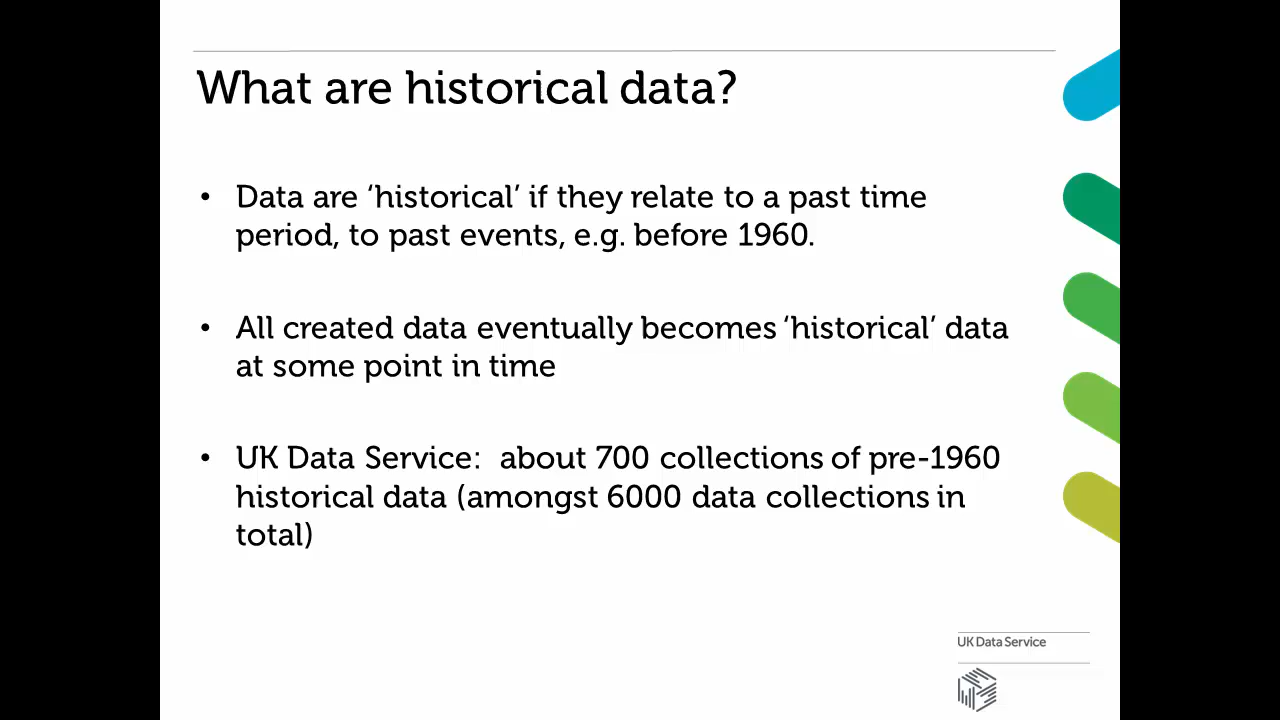 What are historical data?
• Data are ‘historical’ if they relate to a past time
period, to past events, e.g. before 1960.
• All created data eventually becomes ‘historical’ data
at some point in time
• UK Data Service:  about 700 collections of pre-1960
historical data (amongst 6000 data collections in
total)
UK Data Service